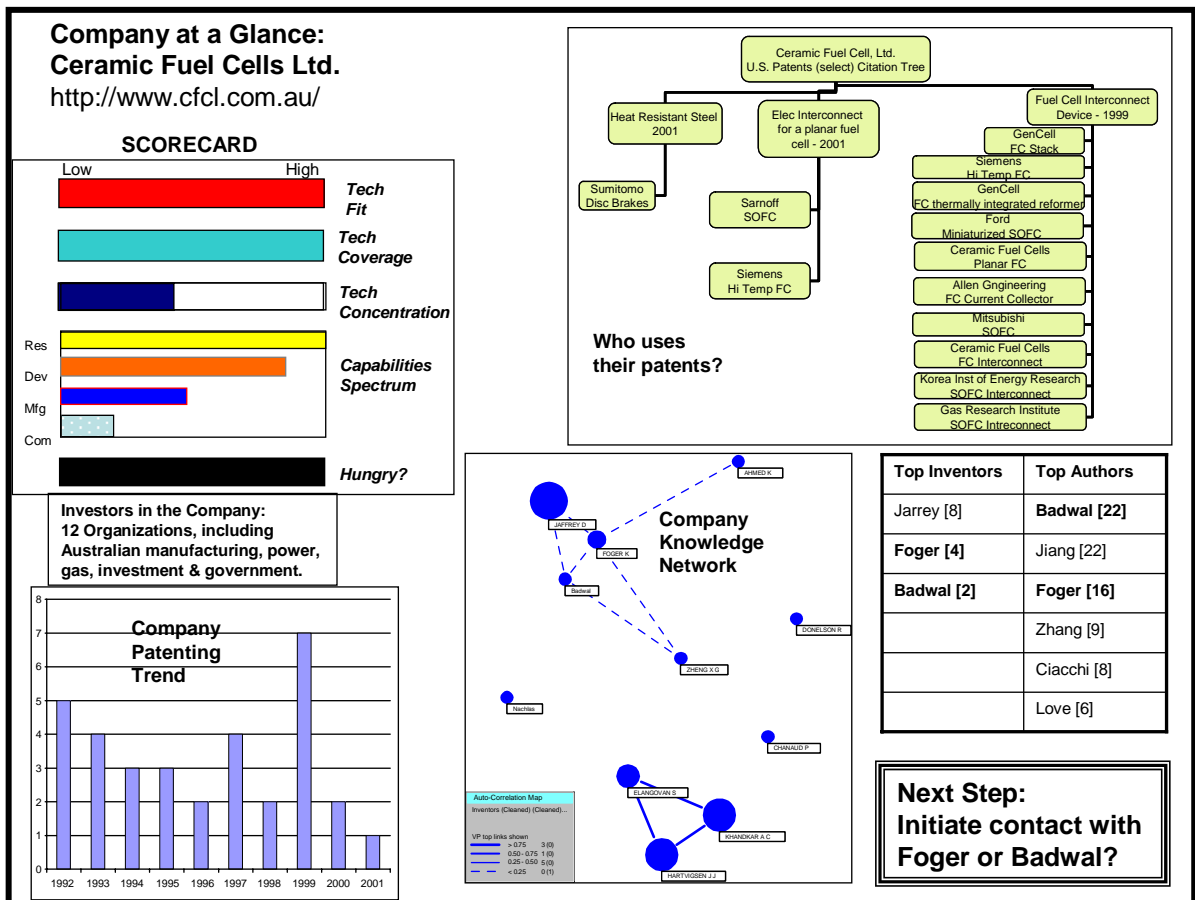 Company at a Glance:
Ceramic Fuel Cells Ltd.
http://www.cfcl.com.au/
SCORECARD
Low High
Tech
Fit
Tech
Coverage
Tech
Concentration
Res
Dev
Mfg
Com
Capabilities
Spectrum
Hungry?
Investors in the Company:
12 Organizations, including
Australian manufacturing, power,
gas, investment & government.
Company
Patenting
Trend
8
7
6
5
4
3
2
1
0
1992 1993 1994 1995 1996 1997 1998 1999 2000 2001
Ceramic Fuel Cell, Ltd.
U.S. Patents (select) Citation Tree
Heat Resistant Steel
2001
Sumitomo
Disc Brakes
Elec Interconnect
for a planar fuel
cell - 2001
Sarnoff
SOFC
Siemens
Hi Temp FC
Fuel Cell Interconnect
Device - 1999
GenCell
FC Stack
Siemens
Hi Temp FC
GenCell
FC thermally integrated reformer
Ford
Miniaturized SOFC
Ceramic Fuel Cells
Planar FC
Allen Gngineering
FC Current Collector
Mitsubishi
SOFC
Ceramic Fuel Cells
FC Interconnect
Korea Inst of Energy Research
SOFC Interconnect
Gas Research Institute
SOFC Intreconnect
Who uses
their patents?
Company
Knowledge
Network
AHMED K
JAFFREY D
FOGER K
Badwal
DONELSON R
ZHENG X G
Nachlas
CHANAUD P
ELANGOVAN S
KHANDKAR A C
HARTVIGSEN J J
Auto-Correlation Map
Inventors (Cleaned) (Cleaned)...
VP top links shown
> 0.75 3 (0)
0.50 - 0.75 1 (0)
0.25 - 0.50 5 (0)
< 0.25 0 (1)
Top Inventors Top Authors
Jarrey [8] Badwal [22]
Foger [4] Jiang [22]
Badwal [2] Foger [16]
Zhang [9]
Ciacchi [8]
Love [6]
Next Step:
Initiate contact with
Foger or Badwal?